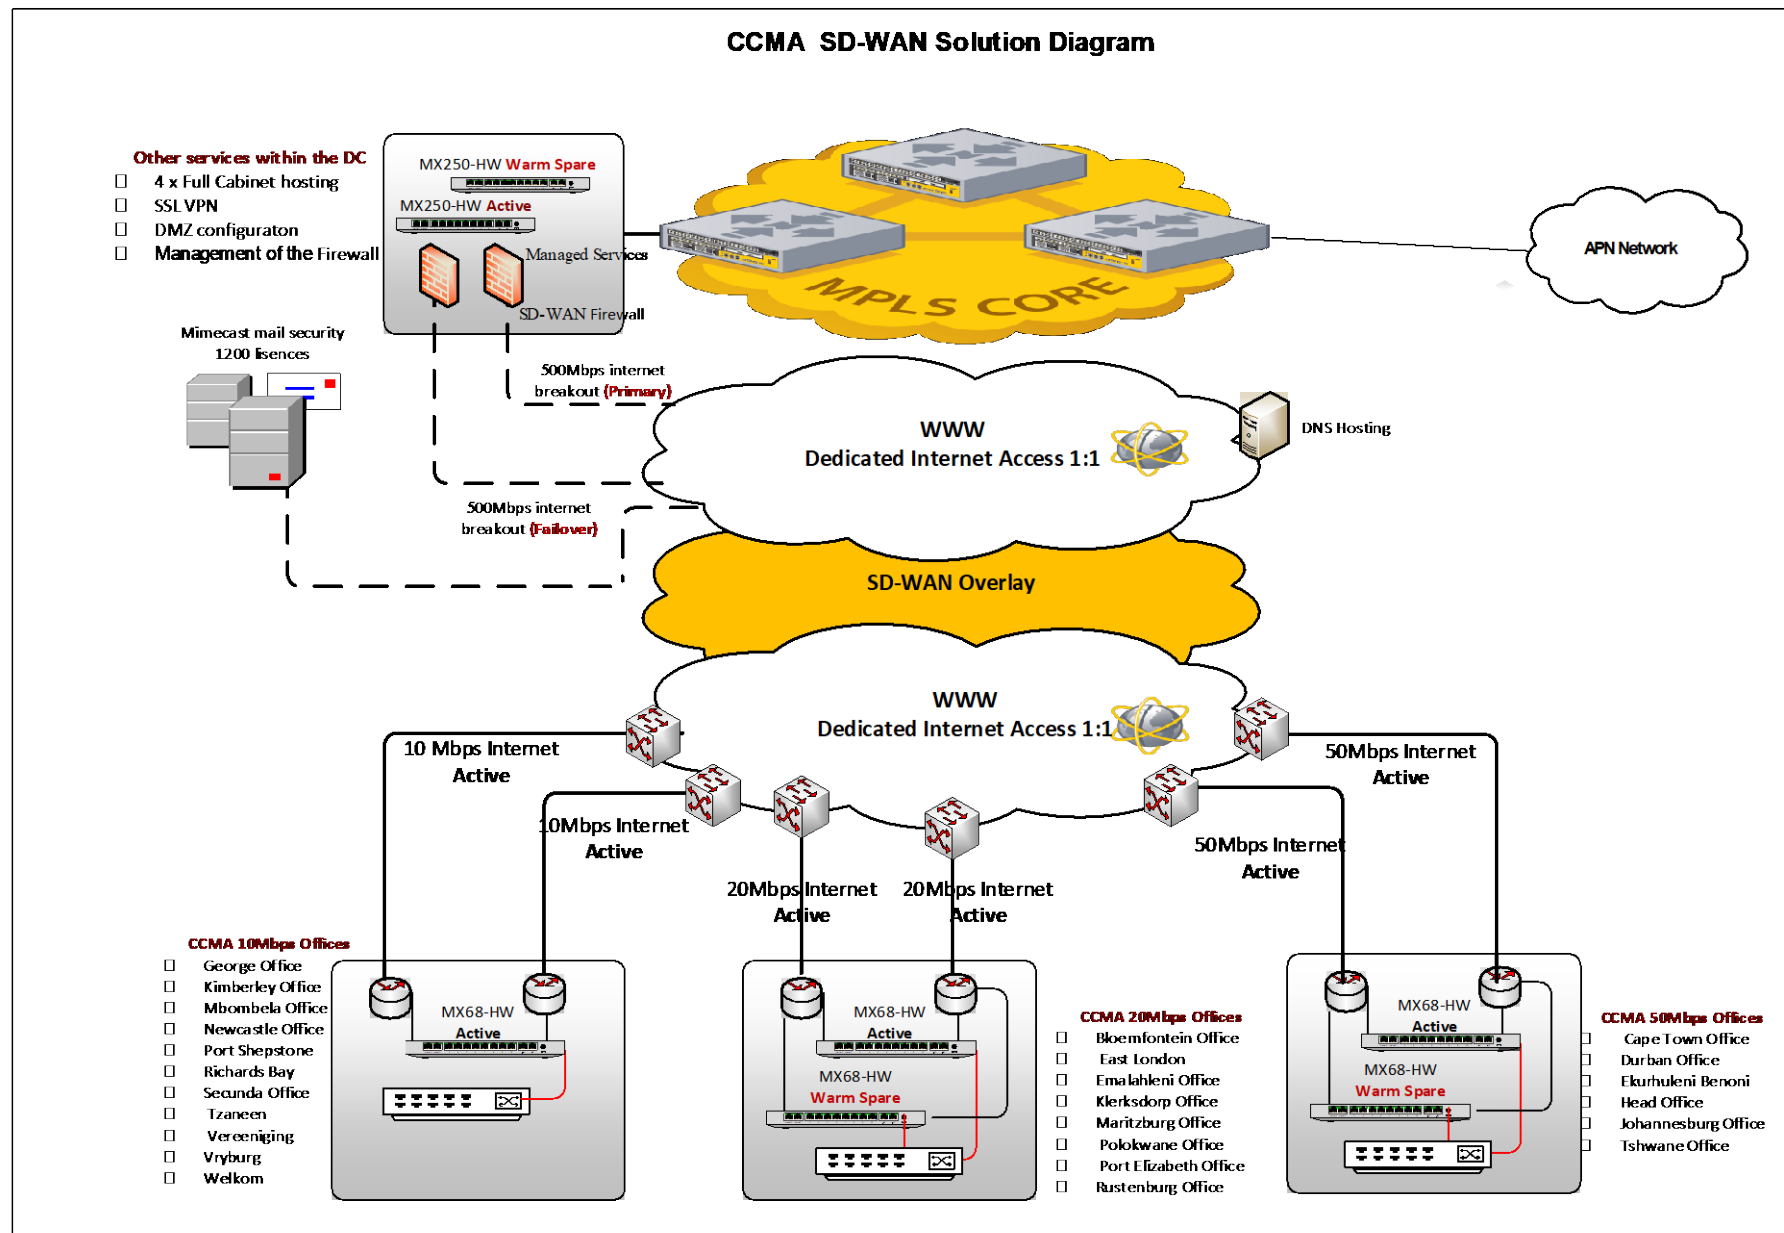 CCMA SD-WAN Solution Diagram
Other services within the DC
4 x Full Cabinet hosting
SSL VPN
DMZ configuraton
Management of the Firewall
MX250-HW Warm Spare
MX250-HW Active
Managed Services
SD-WAN Firewall
MPLS CORE
APN Network
Mimecast mail security
1200 lisences
500Mbps internet
breakout (Primary)
WWW
Dedicated Internet Access 1:1
DNS Hosting
500Mbps internet
breakout (Failover)
SD-WAN Overlay
WWW
Dedicated Internet Access 1:1
10 Mbps Internet
Active
10Mbps Internet
Active
20Mbps Internet
Active
20Mbps Internet
Active
50Mbps Internet
Active
50Mbps Internet
Active
CCMA 10Mbps Offices
George Office
Kimberley Office
Mbombela Office
Newcastle Office
Port Shepstone
Richards Bay
Secunda Office
Tzaneen
Vereeniging
Vryburg
Welkom
MX68-HW
Active
MX68-HW
Active
MX68-HW
Warm Spare
CCMA 20Mbps Offices
Bloemfontein Office
East London
Emalahleni Office
Klerksdorp Office
Maritzburg Office
Polokwane Office
Port Elizabeth Office
Rustenburg Office
MX68-HW
Active
MX68-HW
Warm Spare
CCMA 50Mbps Offices
Cape Town Office
Durban Office
Ekurhuleni Benoni
Head Office
Johannesburg Office
Tshwane Office